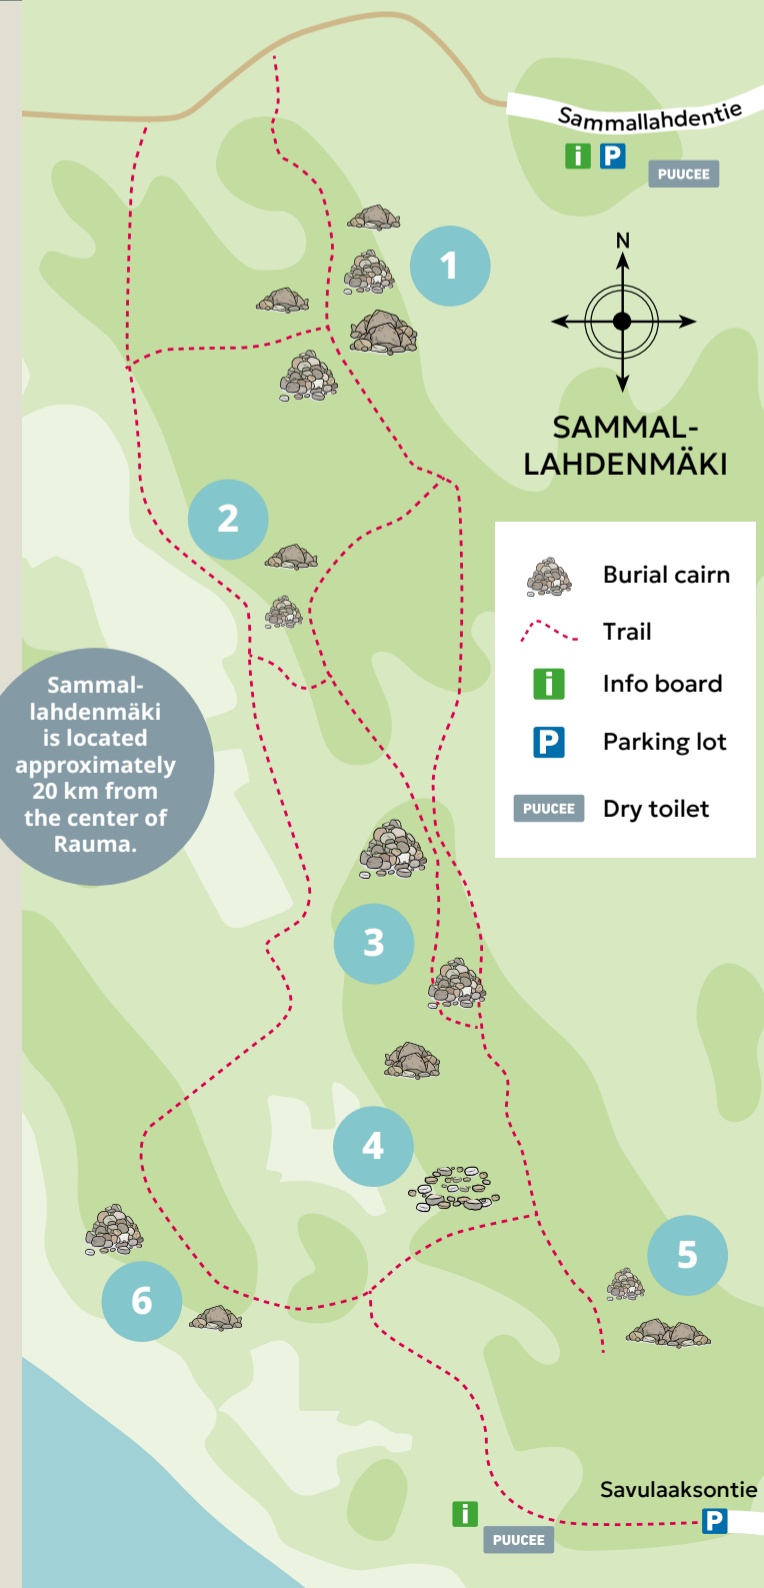 Sammallahdentie
i P
PUUCEE
1
N
SAMMAL-
LAHDENMÄKI
2
Burial cairn
Trail
i Info board
P Parking lot
PUUCEE Dry toilet
Sammal-
lahdenmäki
is located
approximately
20 km from
the center of
Rauma.
3
4
5
6
Savulaaksontie
i
P
PUUCEE